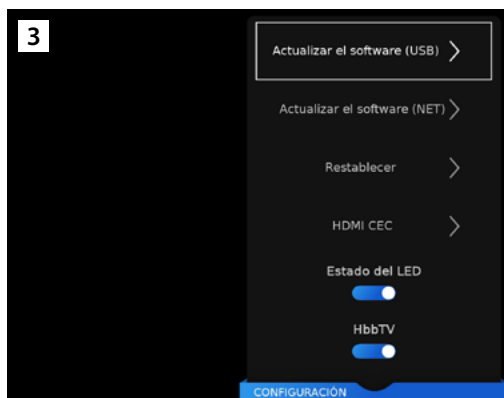 3
Actualizar el software (USB)
Actualizar el software (NET)
Restablecer
HDMI CEC
Estado del LED
HbbTV
CONFIGURACIÓN